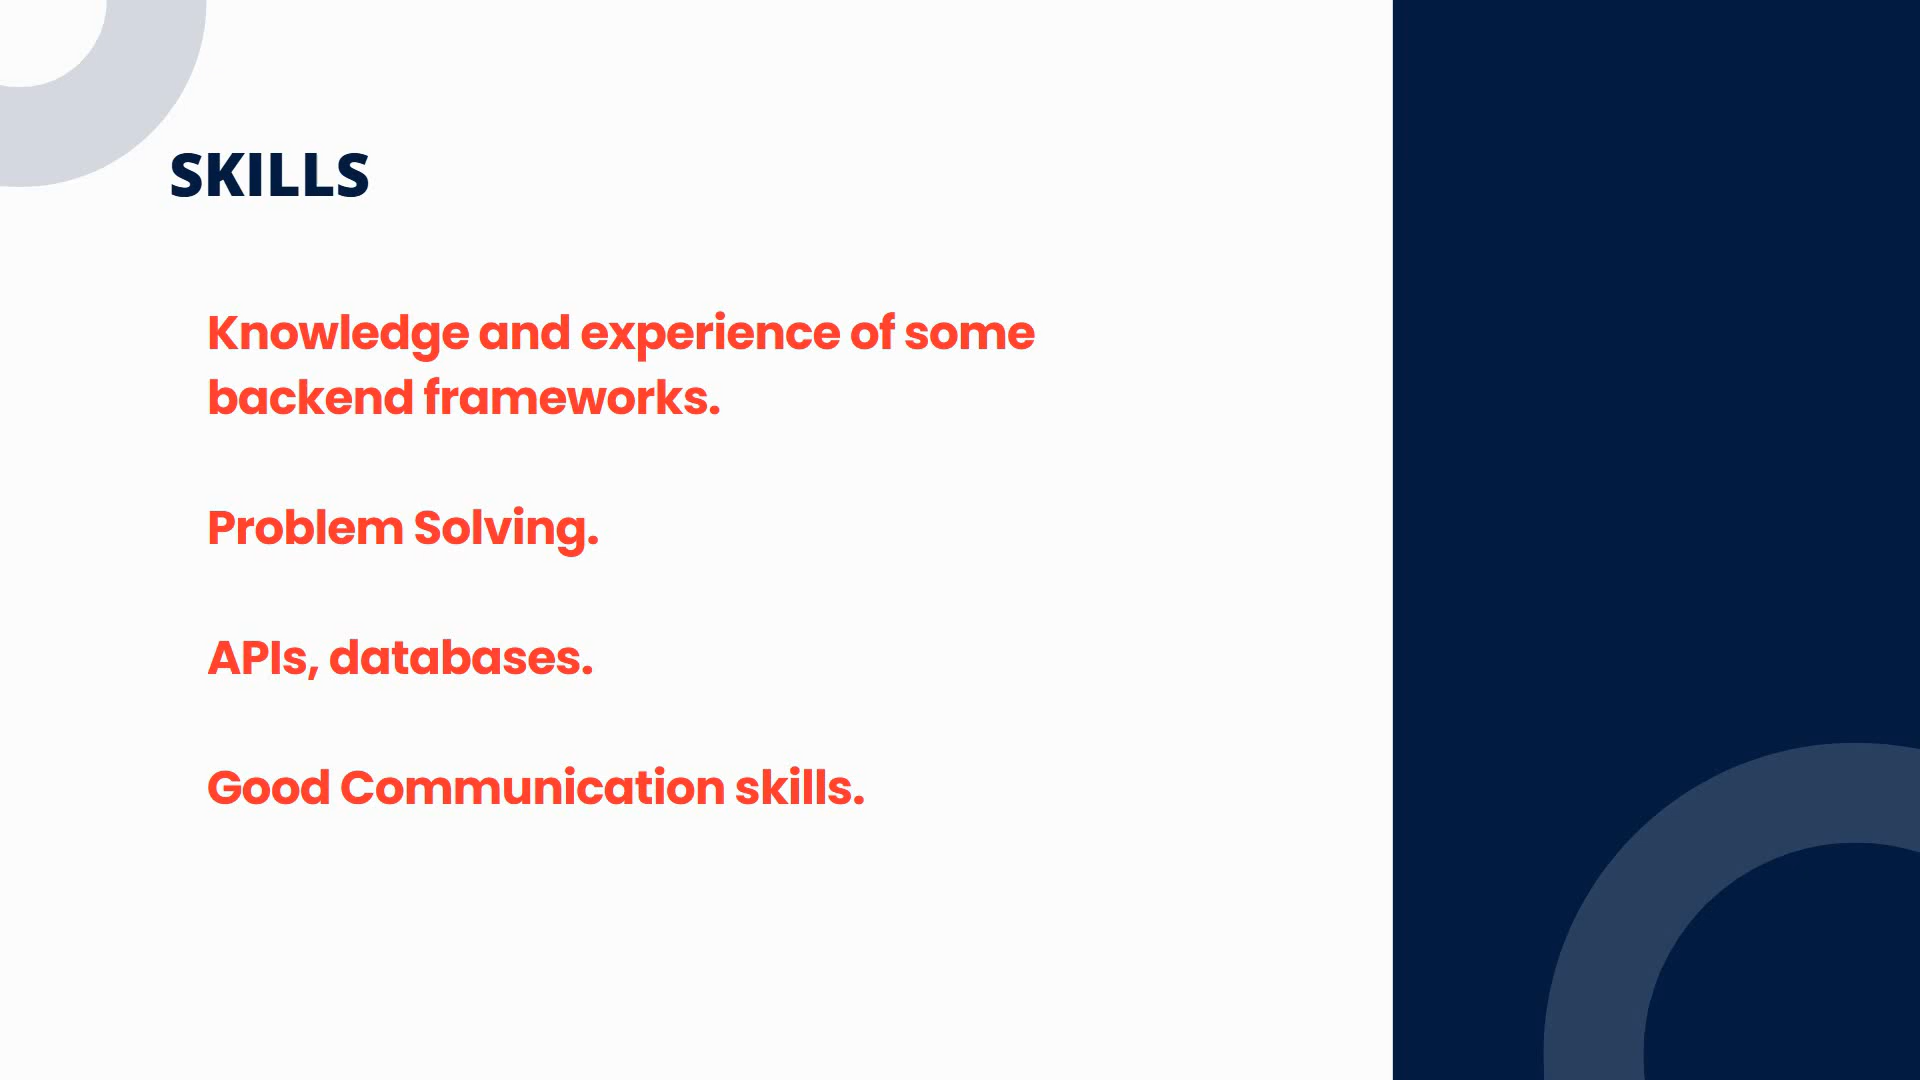 SKILLS
Knowledge and experience of some
backend frameworks.
Problem Solving.
APIs, databases.
Good Communication skills.